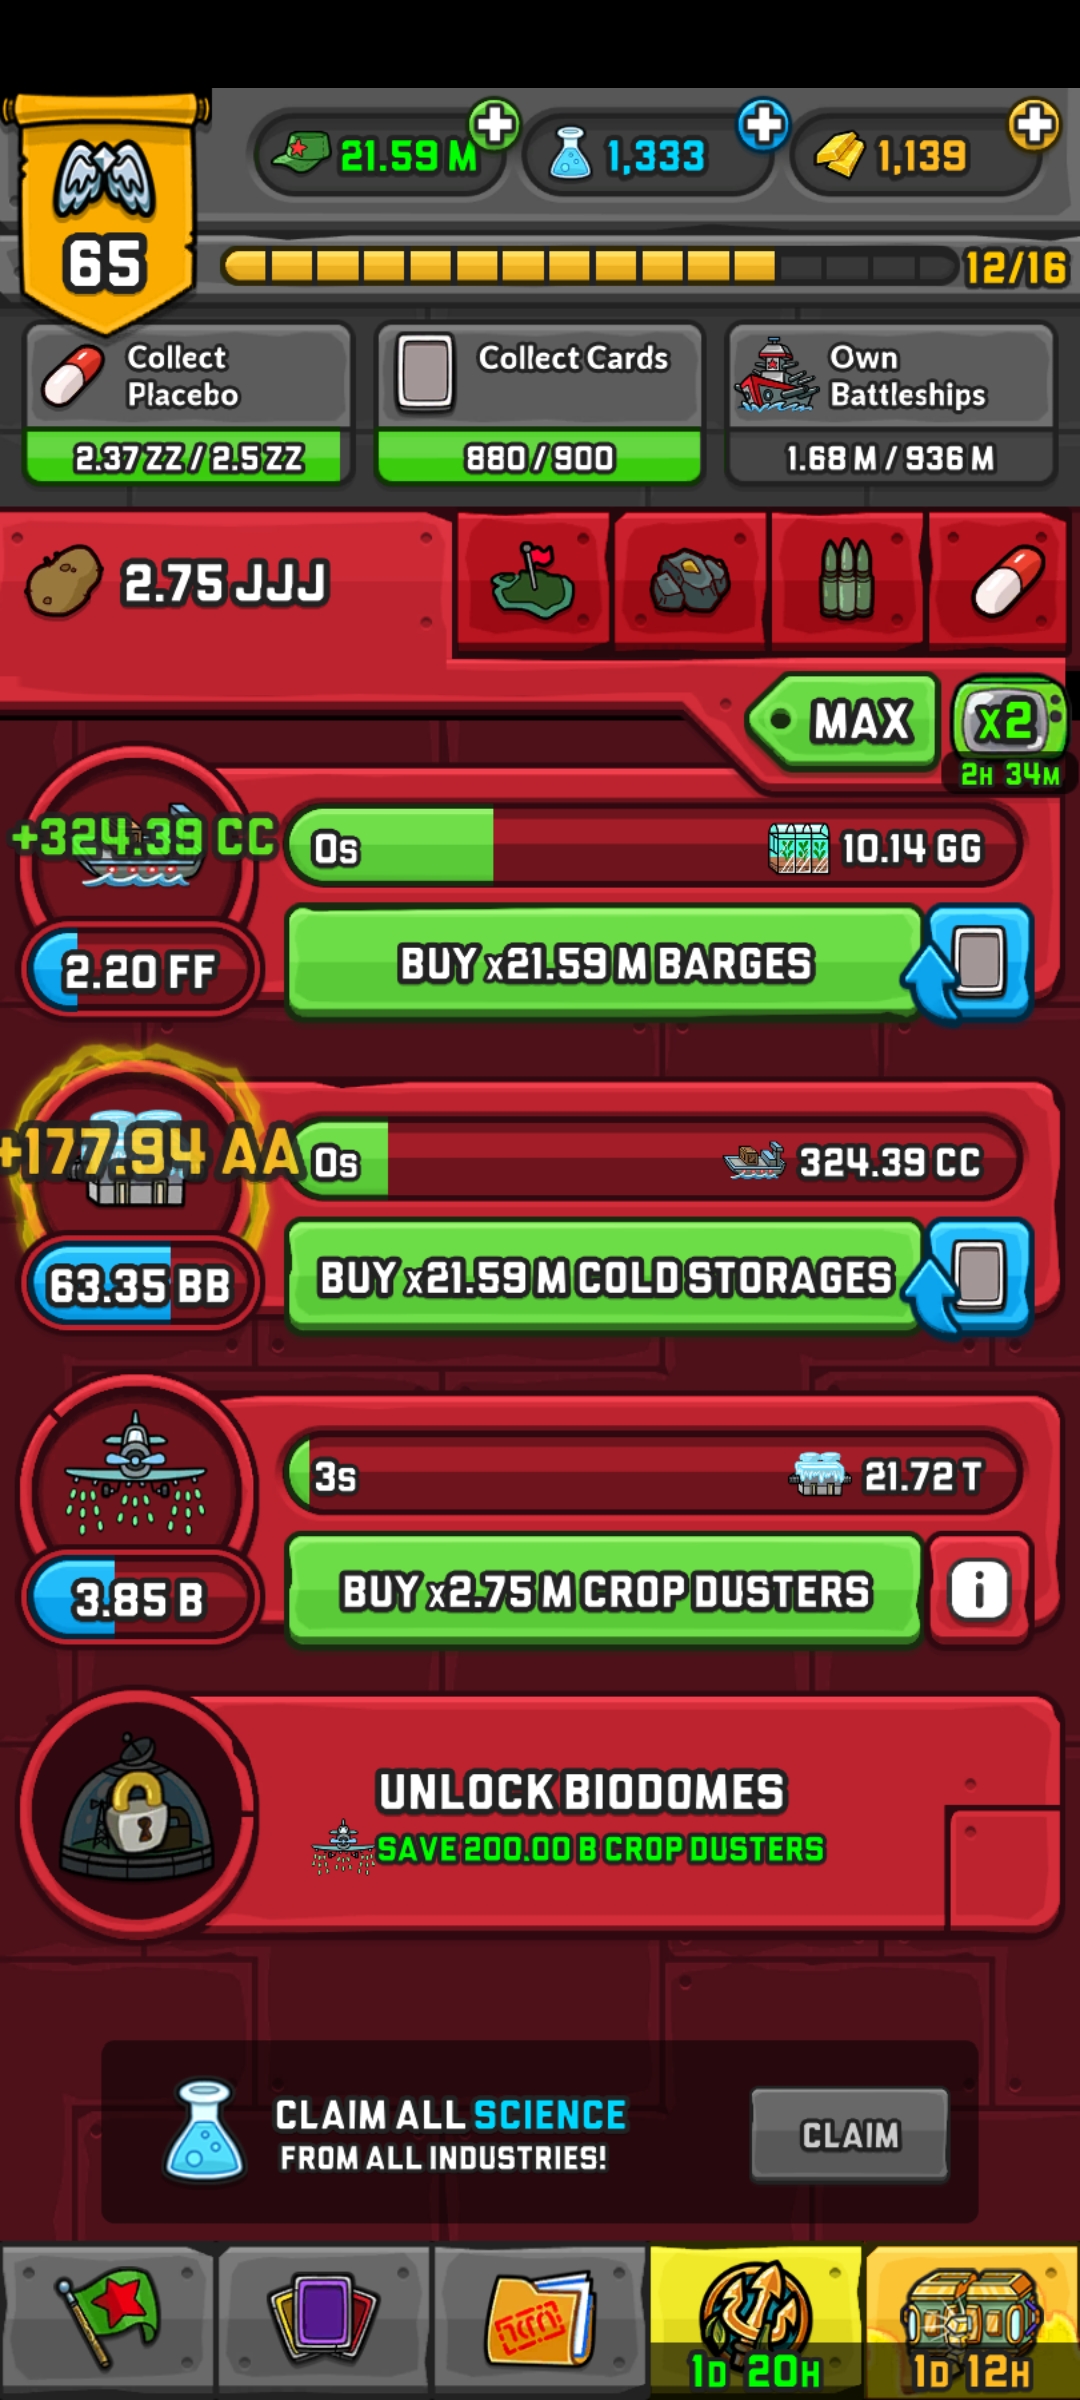 21.59 M
1,333
1,139
65
12/16
Collect
Placebo
2.37 ZZ / 2.5 ZZ
Collect Cards
880 / 900
Own
Battleships
1.68 M / 936 M
2.75 JJJ
MAX
x2
2H 34M
+324.39 CC
0s
10.14 GG
2.20 FF
BUY x21.59 M BARGES
+177.94 AA
0s
324.39 CC
63.35 BB
BUY x21.59 M COLD STORAGES
3s
21.72 T
3.85 B
BUY x2.75 M CROP DUSTERS
i
UNLOCK BIODOMES
SAVE 200.00 B CROP DUSTERS
CLAIM ALL SCIENCE
FROM ALL INDUSTRIES!
CLAIM
1D 20H
1D 12H